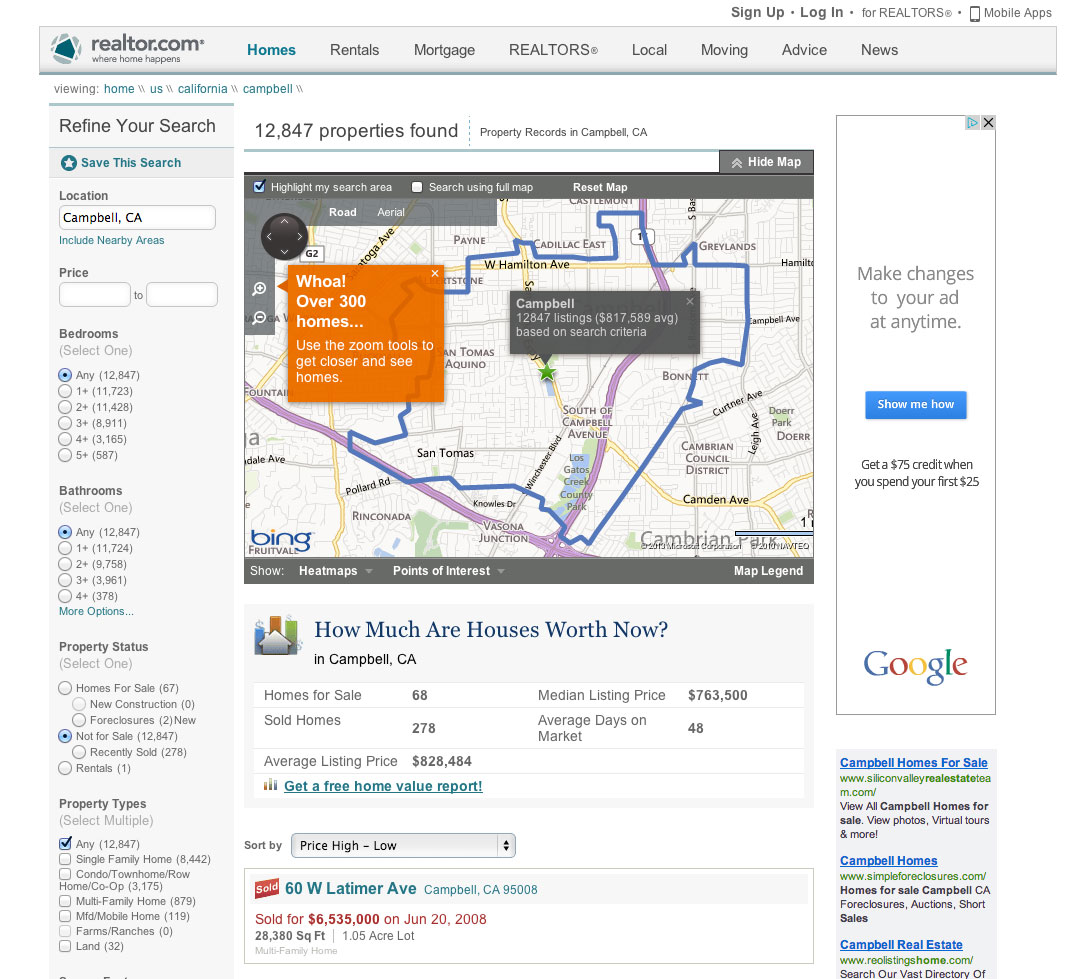 Sign Up • Log In • for REALTORS® • Mobile Apps
realtor.com®
where home happens
Homes Rentals Mortgage REALTORS® Local Moving Advice News
viewing: home \\ us \\ california \\ campbell \\
Refine Your Search
Save This Search
Location
Campbell, CA
Include Nearby Areas
Price
to
Bedrooms
(Select One)
Any (12,847)
1+ (11,723)
2+ (11,428)
3+ (8,911)
4+ (3,165)
5+ (587)
Bathrooms
(Select One)
Any (12,847)
1+ (11,724)
2+ (9,758)
3+ (3,961)
4+ (378)
More Options...
Property Status
(Select One)
Homes For Sale (67)
New Construction (0)
Foreclosures (2)New
Not for Sale (12,847)
Recently Sold (278)
Rentals (1)
Property Types
(Select Multiple)
Any (12,847)
Single Family Home (8,442)
Condo/Townhome/Row
Home/Co-Op (3,175)
Multi-Family Home (879)
Mfd/Mobile Home (119)
Farms/Ranches (0)
Land (32)
12,847 properties found
Property Records in Campbell, CA
Hide Map
Highlight my search area
Search using full map
Reset Map
Road Aerial
CASTLEMONT
S Bas
G2
PAYNE
CADILLAC EAST
1
GREYLANDS
W Hamilton Ave
Hamilto
Whoa!
Over 300
homes...
Use the zoom tools to
get closer and see
homes.
Campbell
12847 listings ($817,589 avg)
based on search criteria
Campbell Ave
SAN TOMAS
AQUINO
BONNETT
Curtner Ave
SOUTH OF
CAMPBELL
AVENUE
Doerr
Park
DOERR
Leigh Ave
San Tomas
CAMBRIAN
COUNCIL
DISTRICT
Winchester Blvd
Los
Gatos
Creek
County
Park
Pollard Rd
Knowles Dr
Camden Ave
RINCONADA
VASONA
JUNCTION
Cambrian Park
bing
FRUITVALE
© 2013 Microsoft Corporation © 2010 NAVTEQ
Show: Heatmaps Points of Interest Map Legend
How Much Are Houses Worth Now?
in Campbell, CA
Homes for Sale 68 Median Listing Price $763,500
Sold Homes 278 Average Days on
Market 48
Average Listing Price $828,484
Get a free home value report!
Sort by Price High - Low
Sold 60 W Latimer Ave Campbell, CA 95008
Sold for $6,535,000 on Jun 20, 2008
28,380 Sq Ft | 1.05 Acre Lot
Multi-Family Home
Make changes
to your ad
at anytime.
Show me how
Get a $75 credit when
you spend your first $25
Google
Campbell Homes For Sale
www.siliconvalleyrealestatetea
m.com/
View All Campbell Homes for
sale. View photos, Virtual tours
& more!
Campbell Homes
www.simpleforeclosures.com/
Homes for sale Campbell CA
Foreclosures, Auctions, Short
Sales
Campbell Real Estate
www.reolistingshome.com/
Search Our Vast Directory Of